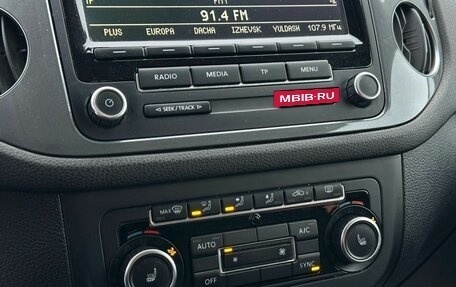 91.4 FM
PLUS EUROPA DACHA IZHEVSK YULDASH 107.9 МГц
RADIO MEDIA TP MENU
◁ SEEK / TRACK ▷
MBIB-RU
MAX
AUTO A/C
OFF SYNC